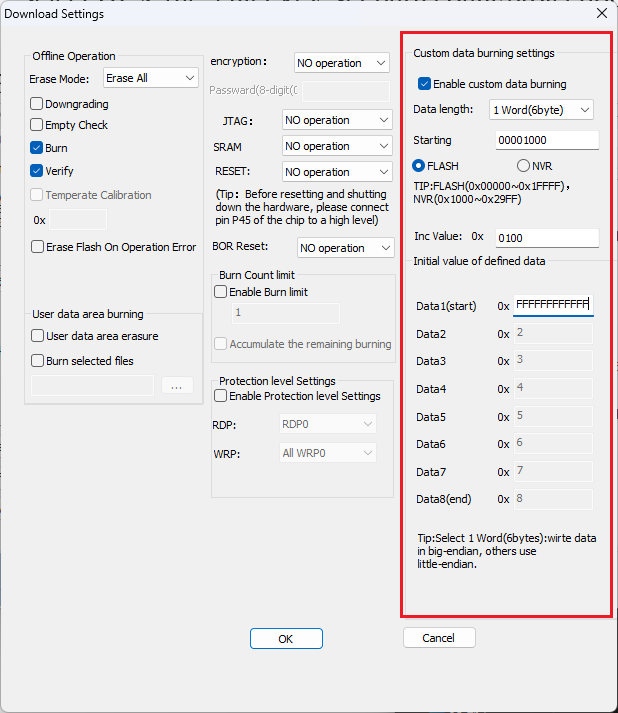 Download Settings
Offline Operation
Erase Mode: Erase All
Downgrading
Empty Check
Burn
Verify
Temperate Calibration
0x
Erase Flash On Operation Error
User data area burning
User data area erasure
Burn selected files
...
encryption: NO operation
Passward(8-digit(0
JTAG: NO operation
SRAM NO operation
RESET: NO operation
(Tip: Before resetting and shutting
down the hardware, please connect
pin P45 of the chip to a high level)
BOR Reset: NO operation
Burn Count limit
Enable Burn limit
1
Accumulate the remaining burning
Protection level Settings
Enable Protection level Settings
RDP: RDP0
WRP: All WRP0
Custom data burning settings
Enable custom data burning
Data length: 1 Word(6byte)
Starting 00001000
FLASH NVR
TIP:FLASH(0x00000~0x1FFFF),
NVR(0x1000~0x29FF)
Inc Value: 0x 0100
Initial value of defined data
Data1(start) 0x FFFFFFFFFFFF
Data2 0x 2
Data3 0x 3
Data4 0x 4
Data5 0x 5
Data6 0x 6
Data7 0x 7
Data8(end) 0x 8
Tip:Select 1 Word(6bytes):wirte data
in big-endian, others use
little-endian.
OK
Cancel